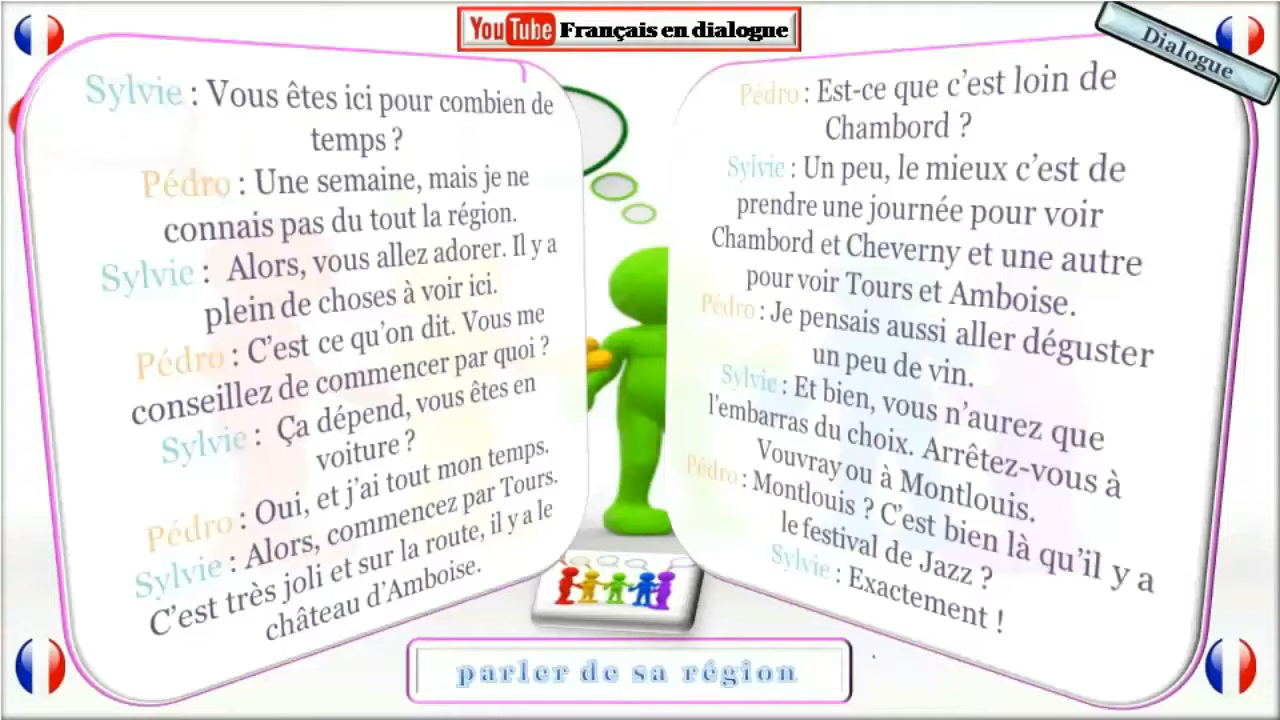 YouTube Français en dialogue
Dialogue
Sylvie : Vous êtes ici pour combien de
temps ?
Pédro : Une semaine, mais je ne
connais pas du tout la région.
Sylvie : Alors, vous allez adorer. Il y a
plein de choses à voir ici.
Pédro : C'est ce qu'on dit. Vous me
conseillez de commencer par quoi ?
Sylvie : Ça dépend, vous êtes en
voiture ?
Pédro : Oui, et j'ai tout mon temps.
Sylvie : Alors, commencez par Tours.
C'est très joli et sur la route, il y a le
château d'Amboise.
Pédro : Est-ce que c'est loin de
Chambord ?
Sylvie : Un peu, le mieux c'est de
prendre une journée pour voir
Chambord et Cheverny et une autre
pour voir Tours et Amboise.
Pédro : Je pensais aussi aller déguster
un peu de vin.
Sylvie : Et bien, vous n'aurez que
l'embarras du choix. Arrêtez-vous à
Vouvray ou à Montlouis.
Pédro : Montlouis ? C'est bien là qu'il y a
le festival de Jazz ?
Sylvie : Exactement !
parler de sa région